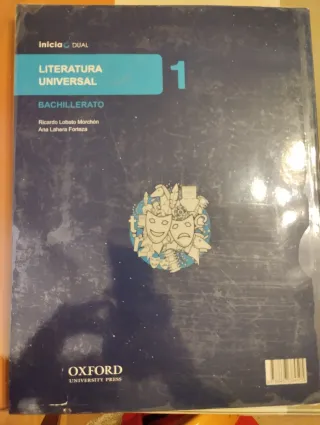 inicia DUAL
LITERATURA
UNIVERSAL
1
BACHILLERATO
Ricardo Lobato Morchón
Ana Lahera Forteza
OXFORD
UNIVERSITY PRESS